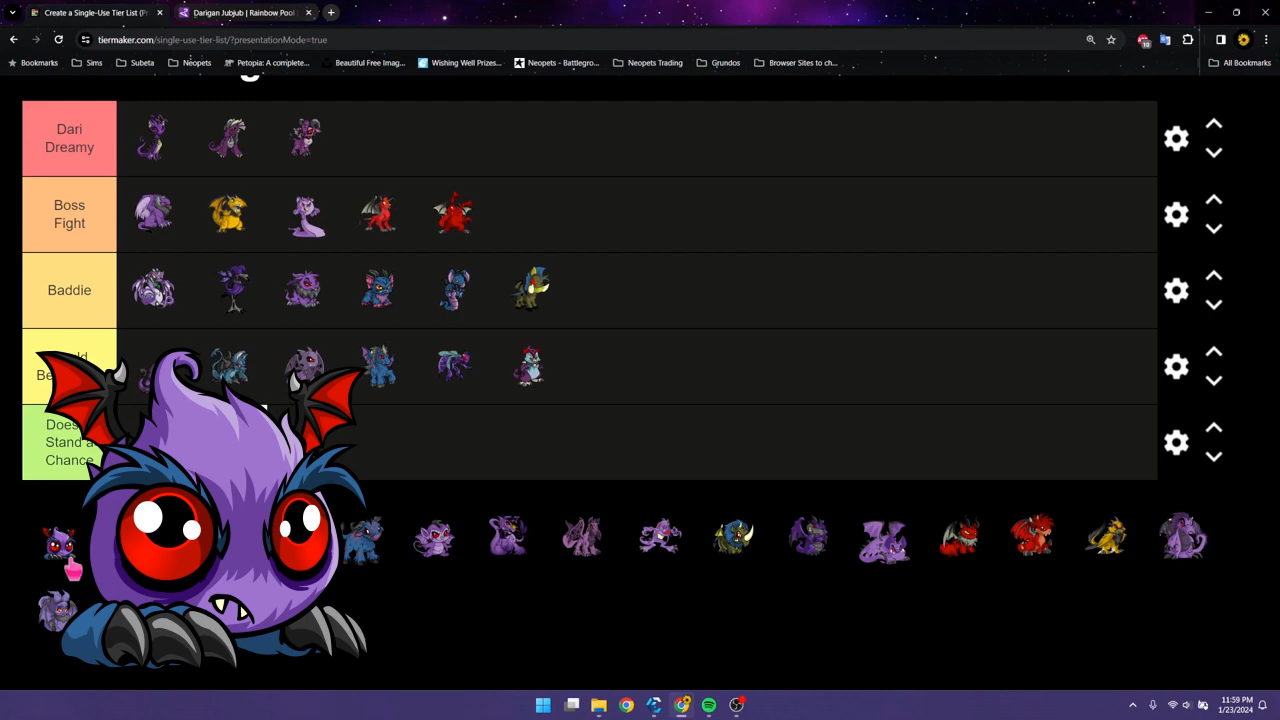 Create a Single-Use Tier List (P
Darigan Jubjub | Rainbow Pool
tiermaker.com/single-use-tier-list/?presentationMode=true
10
Bookmarks
Sims
Subeta
Neopets
Petopia: A complete...
Beautiful Free Imag...
Wishing Well Prizes...
Neopets - Battlegro...
Neopets Trading
Grundos
Browser Sites to ch...
All Bookmarks
Dari
Dreamy
Boss
Fight
Baddie
Stand a
Chance
11:59 PM
1/23/2024